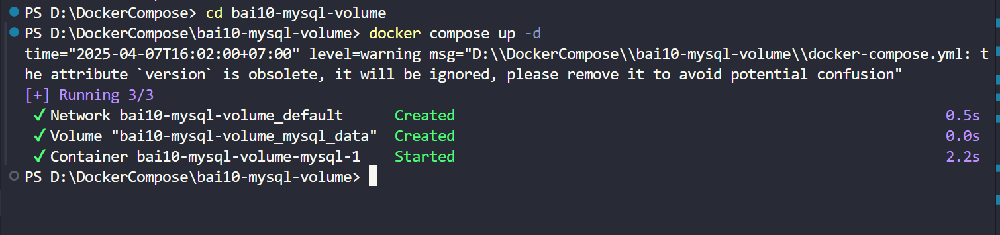 PS D:\DockerCompose> cd bai10-mysql-volume
PS D:\DockerCompose\bai10-mysql-volume> docker compose up -d
time="2025-04-07T16:02:00+07:00" level=warning msg="D:\\DockerCompose\\bai10-mysql-volume\\docker-compose.yml: t
he attribute `version` is obsolete, it will be ignored, please remove it to avoid potential confusion"
[+] Running 3/3
✔ Network bai10-mysql-volume_default Created 0.5s
✔ Volume "bai10-mysql-volume_mysql_data" Created 0.0s
✔ Container bai10-mysql-volume-mysql-1 Started 2.2s
PS D:\DockerCompose\bai10-mysql-volume>